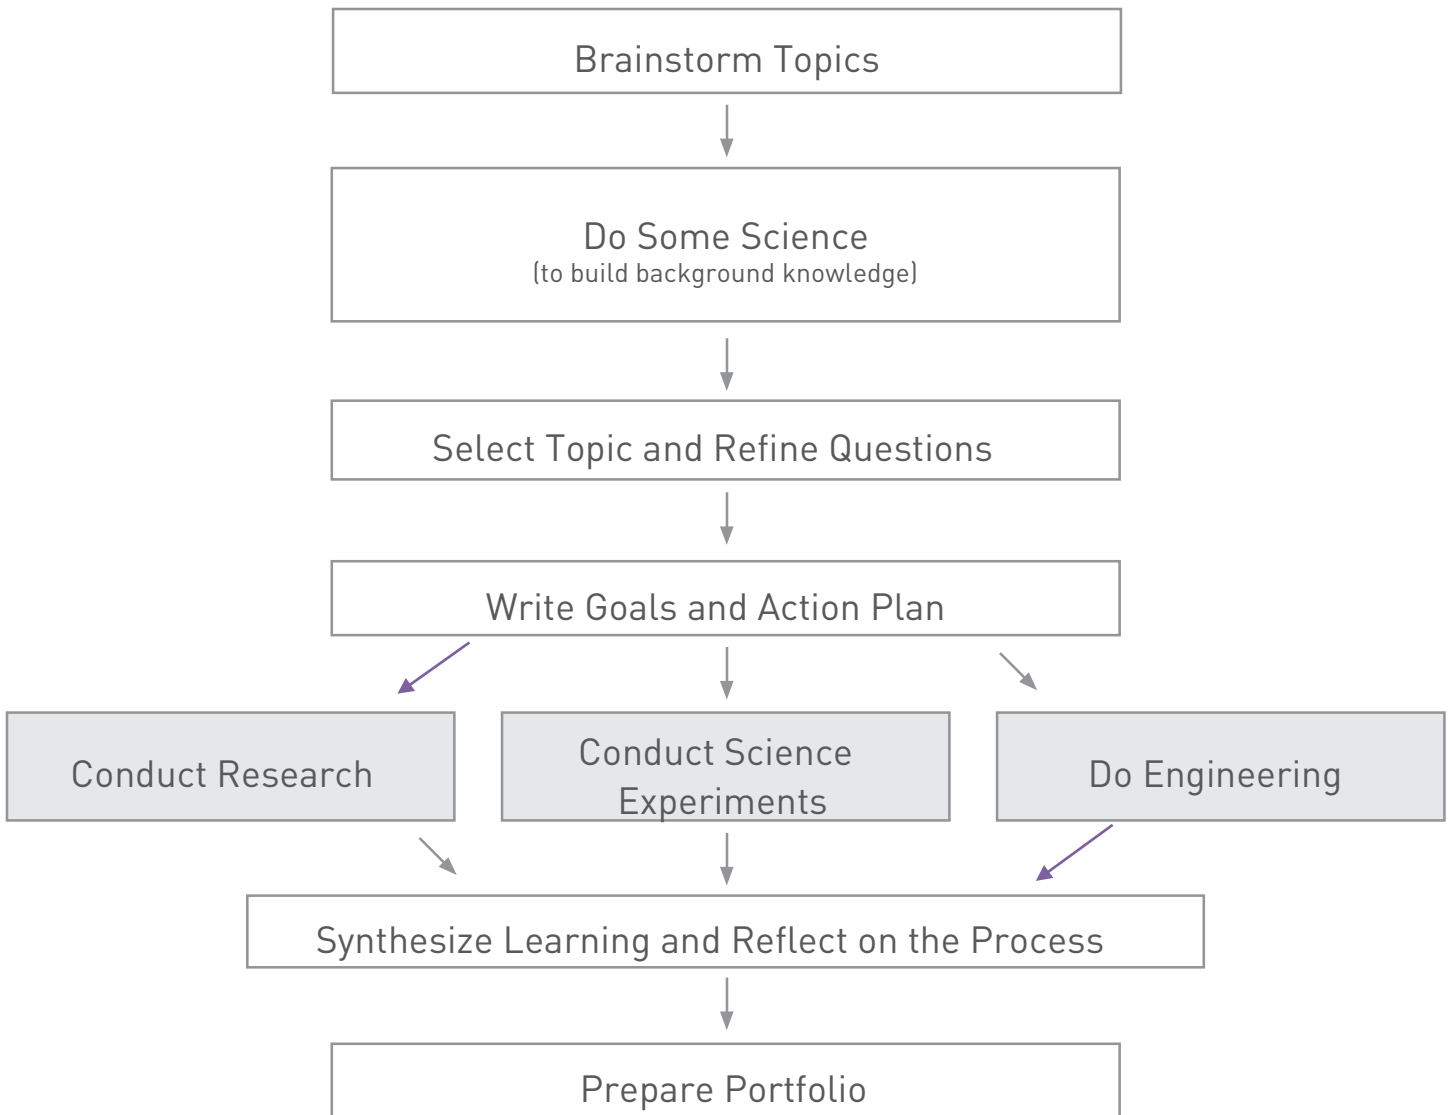 Brainstorm Topics
Do Some Science
(to build background knowledge)
Select Topic and Refine Questions
Write Goals and Action Plan
Conduct Research
Conduct Science
Experiments
Do Engineering
Synthesize Learning and Reflect on the Process
Prepare Portfolio